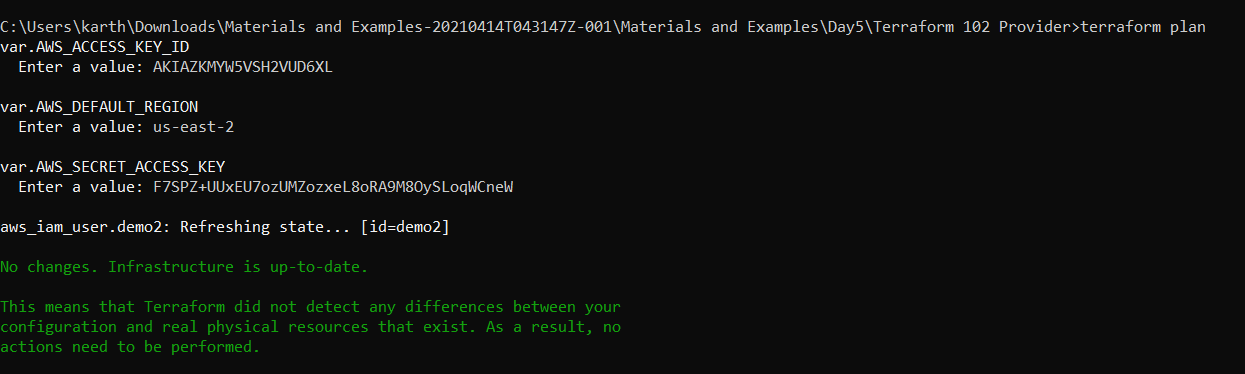 C:\Users\karth\Downloads\Materials and Examples-20210414T043147Z-001\Materials and Examples\Day5\Terraform 102 Provider>terraform plan
var.AWS_ACCESS_KEY_ID
Enter a value: AKIAZKMYW5VSH2VUD6XL
var.AWS_DEFAULT_REGION
Enter a value: us-east-2
var.AWS_SECRET_ACCESS_KEY
Enter a value: F7SPZ+UUxEU7ozUMZozxeL8oRA9M8OySLoqWCneW
aws_iam_user.demo2: Refreshing state... [id=demo2]
No changes. Infrastructure is up-to-date.
This means that Terraform did not detect any differences between your
configuration and real physical resources that exist. As a result, no
actions need to be performed.